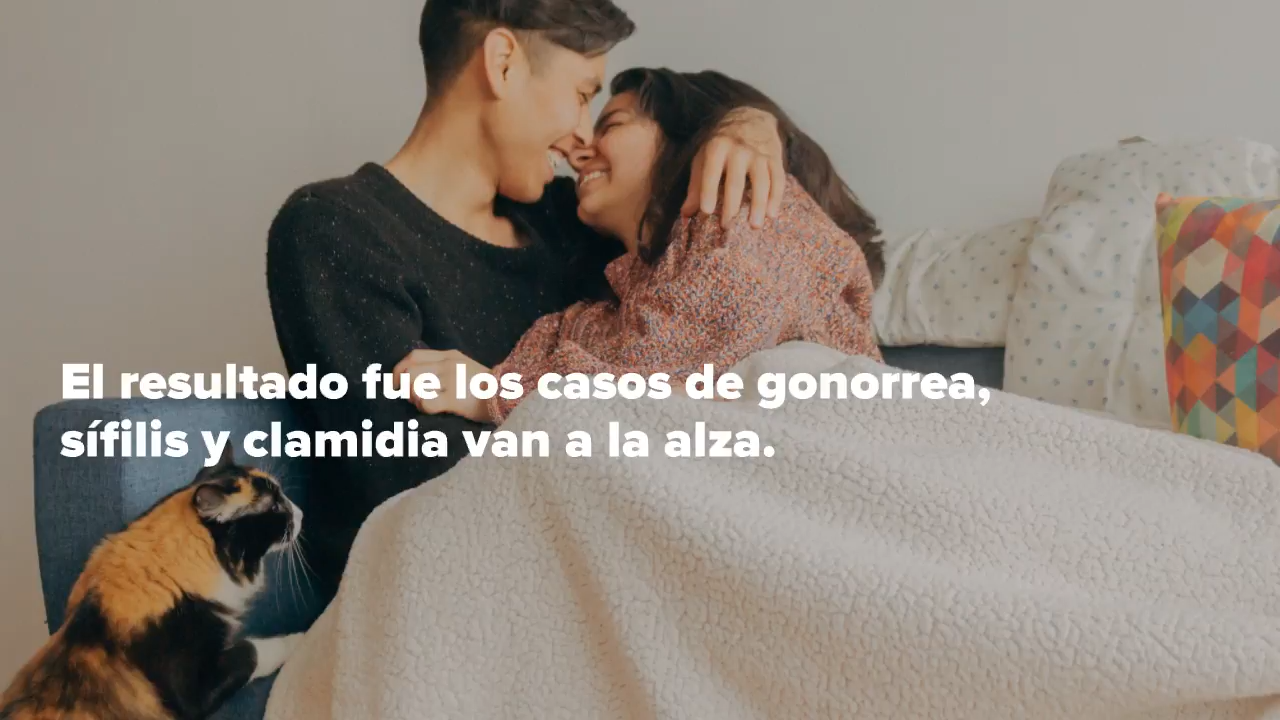 El resultado fue los casos de gonorrea,
sífilis y clamidia van a la alza.